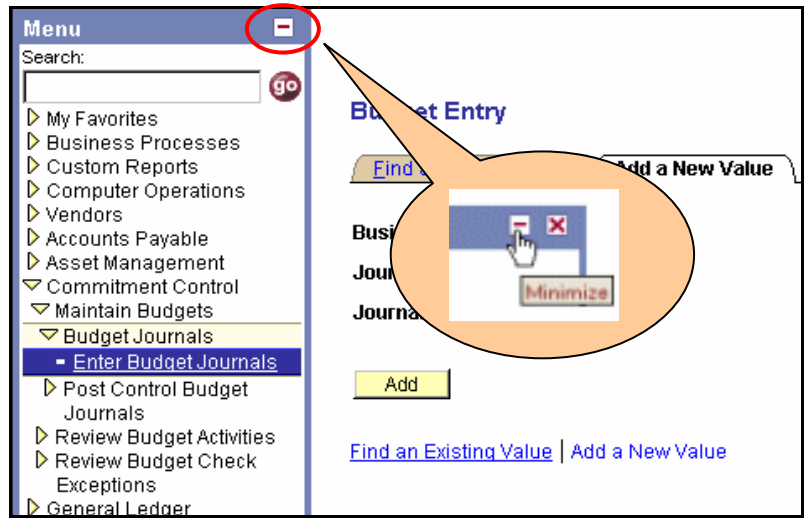 Menu
Search:
go
My Favorites
Business Processes
Custom Reports
Computer Operations
Vendors
Accounts Payable
Asset Management
Commitment Control
Maintain Budgets
Budget Journals
Enter Budget Journals
Post Control Budget
Journals
Review Budget Activities
Review Budget Check
Exceptions
General Ledger
Entry
Find
Add a New Value
Minimize
Add
Find an Existing Value | Add a New Value